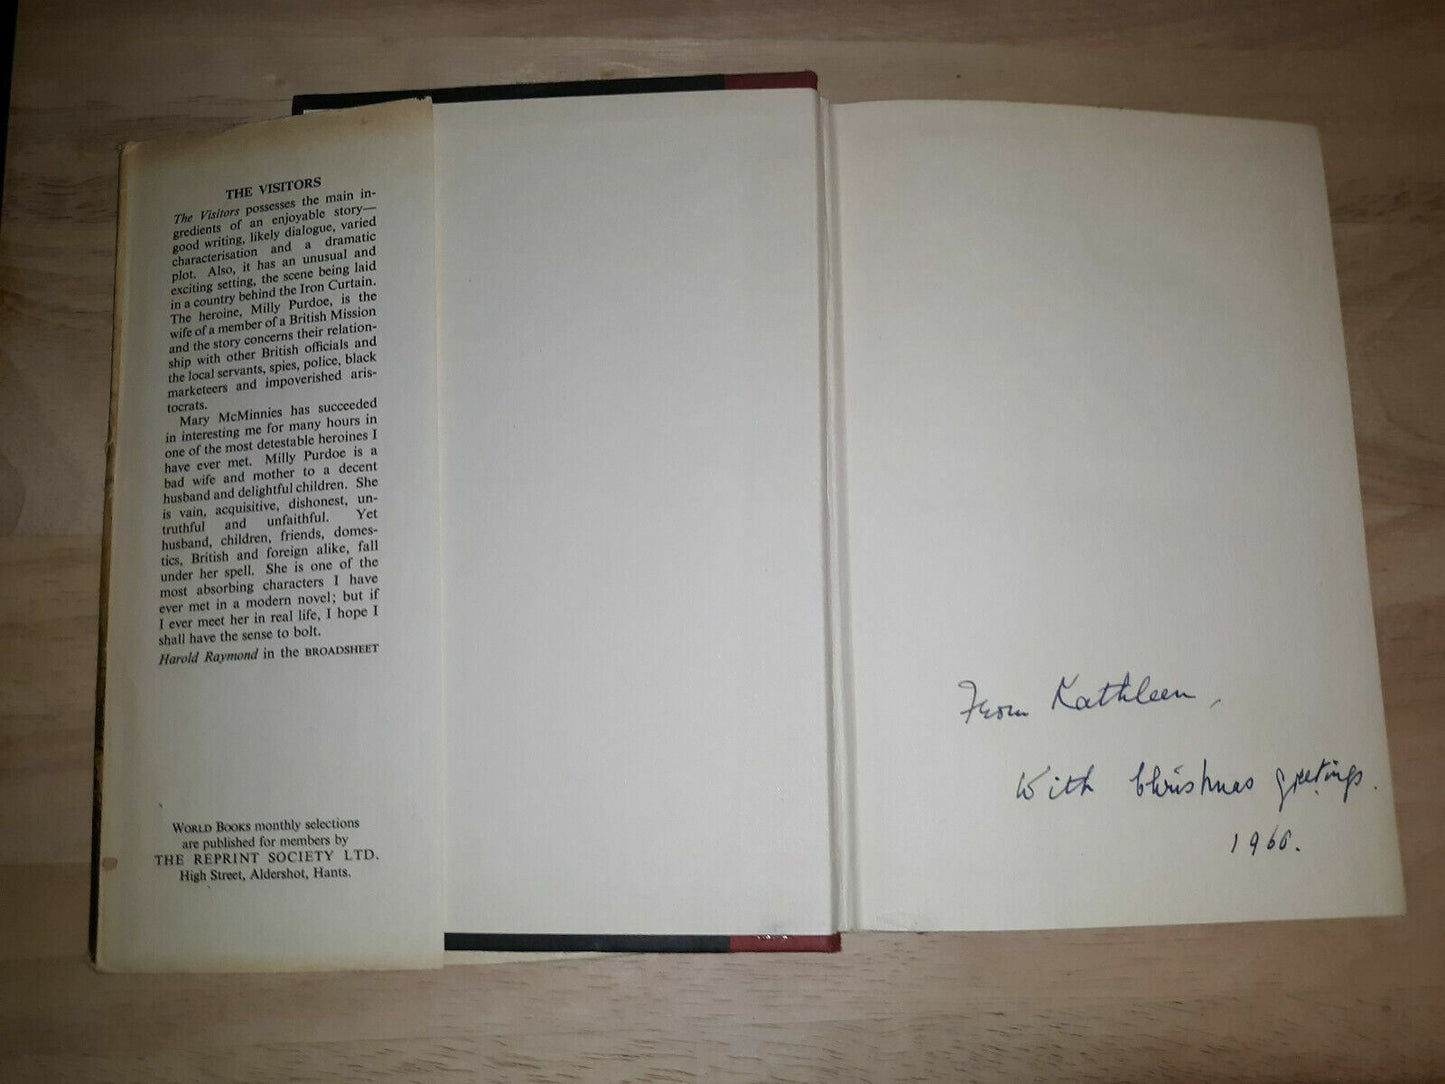 THE VISITORS
The Visitors possesses the main in-
gredients of an enjoyable story—
good writing, likely dialogue, varied
characterisation and a dramatic
plot. Also, it has an unusual and
exciting setting, the scene being laid
in a country behind the Iron Curtain.
The heroine, Milly Purdoe, is the
wife of a member of a British Mission
and the story concerns their relation-
ship with other British officials and
the local servants, spies, police, black
marketeers and impoverished aris-
tocrats.
Mary McMinnies has succeeded
in interesting me for many hours in
one of the most detestable heroines I
have ever met. Milly Purdoe is a
bad wife and mother to a decent
husband and delightful children. She
is vain, acquisitive, dishonest, un-
truthful and unfaithful. Yet
husband, children, friends, domes-
tics, British and foreign alike, fall
under her spell. She is one of the
most absorbing characters I have
ever met in a modern novel; but if
I ever meet her in real life, I hope I
shall have the sense to bolt.
Harold Raymond in the BROADSHEET
WORLD BOOKS monthly selections
are published for members by
THE REPRINT SOCIETY LTD.
High Street, Aldershot, Hants.
From Kathleen,
With Christmas greetings.
1966.